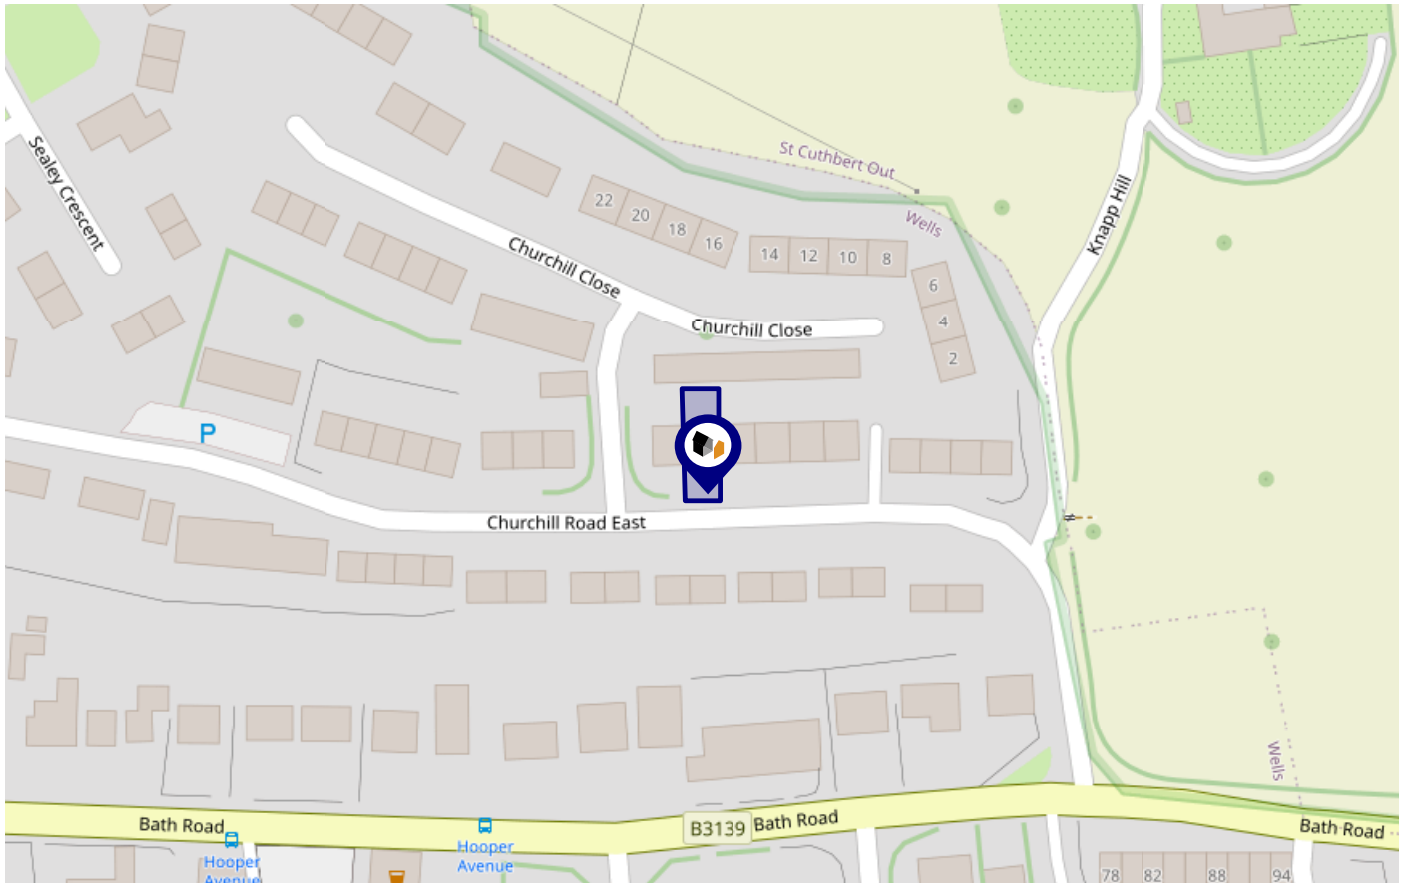 St Cuthbert Out
Sealey Crescent
Knapp Hill
22
20
18
16
Wells
14
12
10
8
Churchill Close
6
4
2
Churchill Close
P
Churchill Road East
Wells
Bath Road
B3139
Bath Road
Bath Road
Hooper
Avenue
Hooper
Avenue
78
82
88
94